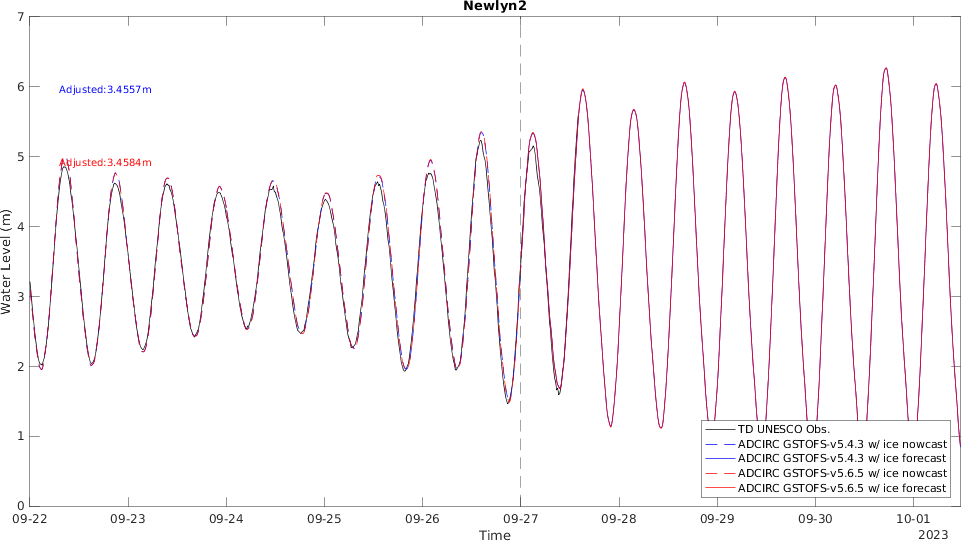 Newlyn2
7
6
5
4
3
2
1
0
Water Level (m)
Adjusted:3.4557m
Adjusted:3.4584m
TD UNESCO Obs.
ADCIRC GSTOFS-v5.4.3 w/ ice nowcast
ADCIRC GSTOFS-v5.4.3 w/ ice forecast
ADCIRC GSTOFS-v5.6.5 w/ ice nowcast
ADCIRC GSTOFS-v5.6.5 w/ ice forecast
09-22 09-23 09-24 09-25 09-26 09-27 09-28 09-29 09-30 10-01
Time
2023